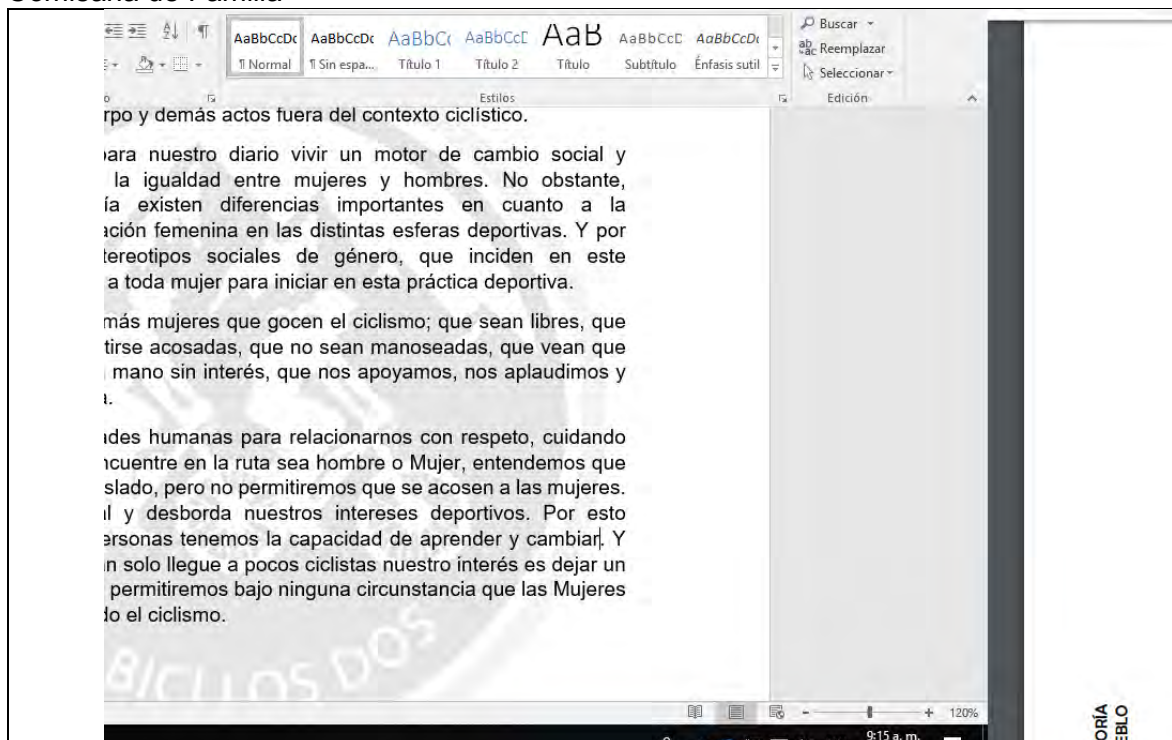 Comisaria de Familia
AaBbCcDc AaBbCcDc AaBbCc AaBbCcD AaB AaBbCcD AaBbCcDc
¶ Normal ¶ Sin espa... Título 1 Título 2 Título Subtítulo Énfasis sutil
Buscar
Reemplazar
Seleccionar
Estilos
Edición
rpo y demás actos fuera del contexto ciclístico.
para nuestro diario vivir un motor de cambio social y
la igualdad entre mujeres y hombres. No obstante,
ía existen diferencias importantes en cuanto a la
ación femenina en las distintas esferas deportivas. Y por
tereotipos sociales de género, que inciden en este
a toda mujer para iniciar en esta práctica deportiva.
más mujeres que gocen el ciclismo; que sean libres, que
tirse acosadas, que no sean manoseadas, que vean que
mano sin interés, que nos apoyamos, nos aplaudimos y
a.
ades humanas para relacionarnos con respeto, cuidando
ncuentre en la ruta sea hombre o Mujer, entendemos que
slado, pero no permitiremos que se acosen a las mujeres.
l y desborda nuestros intereses deportivos. Por esto
ersonas tenemos la capacidad de aprender y cambiar. Y
n solo llegue a pocos ciclistas nuestro interés es dejar un
permitiremos bajo ninguna circunstancia que las Mujeres
do el ciclismo.
BICLLOS DOS
120%
9:15 a. m.
ORÍA
EBLO